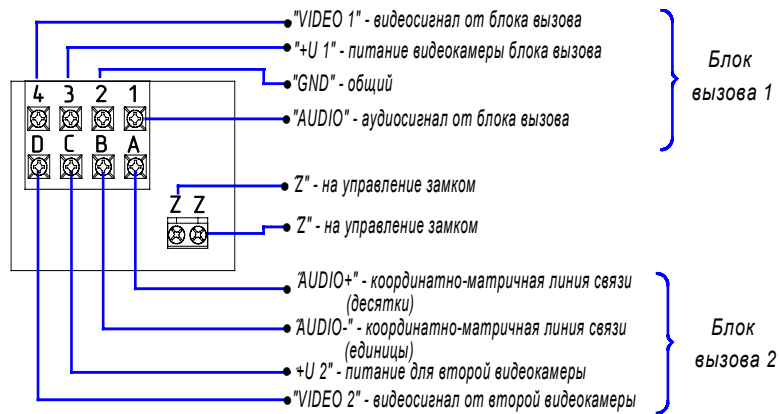 "VIDEO 1" - видеосигнал от блока вызова
"+U 1" - питание видеокамеры блока вызова
"GND" - общий
"AUDIO" - аудиосигнал от блока вызова
Блок
вызова 1
4 3 2 1
D C B A
Z Z
Z" - на управление замком
Z" - на управление замком
"AUDIO+" - координатно-матричная линия связи
(десятки)
"AUDIO-" - координатно-матричная линия связи
(единицы)
+U 2" - питание для второй видеокамеры
"VIDEO 2" - видеосигнал от второй видеокамеры
Блок
вызова 2